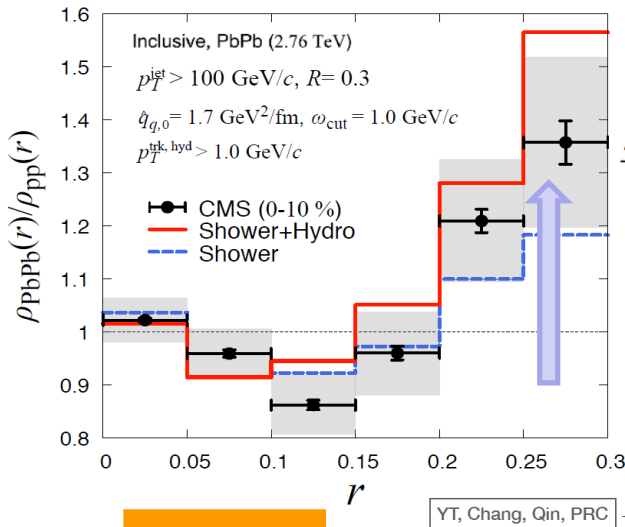 1.6
1.5
1.4
1.3
1.2
1.1
1
0.9
0.8
ρPbPb(r)/ρpp(r)
Inclusive, PbPb (2.76 TeV)
p_T^jet > 100 GeV/c, R= 0.3
q̂_q,0 = 1.7 GeV²/fm, ω_cut = 1.0 GeV/c
p_T^trk, hyd > 1.0 GeV/c
CMS (0-10 %)
Shower+Hydro
Shower
0 0.05 0.1 0.15 0.2 0.25 0.3
r
YT, Chang, Qin, PRC